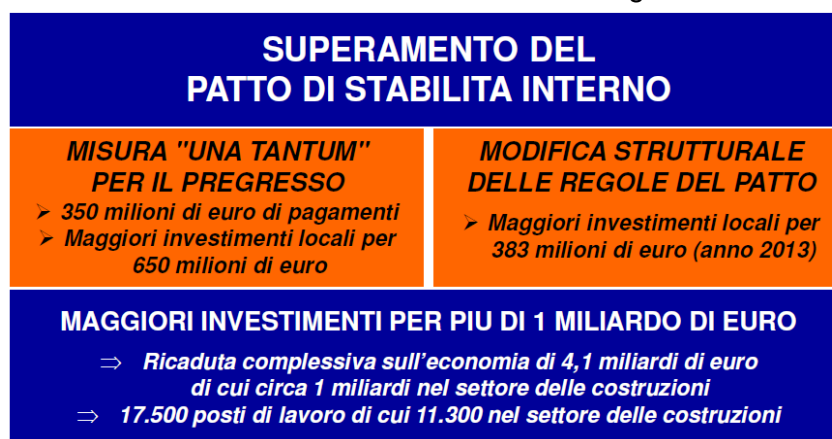 SUPERAMENTO DEL
PATTO DI STABILITA INTERNO
MISURA "UNA TANTUM"
PER IL PREGRESSO
➢ 350 milioni di euro di pagamenti
➢ Maggiori investimenti locali per
650 milioni di euro
MODIFICA STRUTTURALE
DELLE REGOLE DEL PATTO
➢ Maggiori investimenti locali per
383 milioni di euro (anno 2013)
MAGGIORI INVESTIMENTI PER PIU DI 1 MILIARDO DI EURO
⇒ Ricaduta complessiva sull'economia di 4,1 miliardi di euro
di cui circa 1 miliardi nel settore delle costruzioni
⇒ 17.500 posti di lavoro di cui 11.300 nel settore delle costruzioni